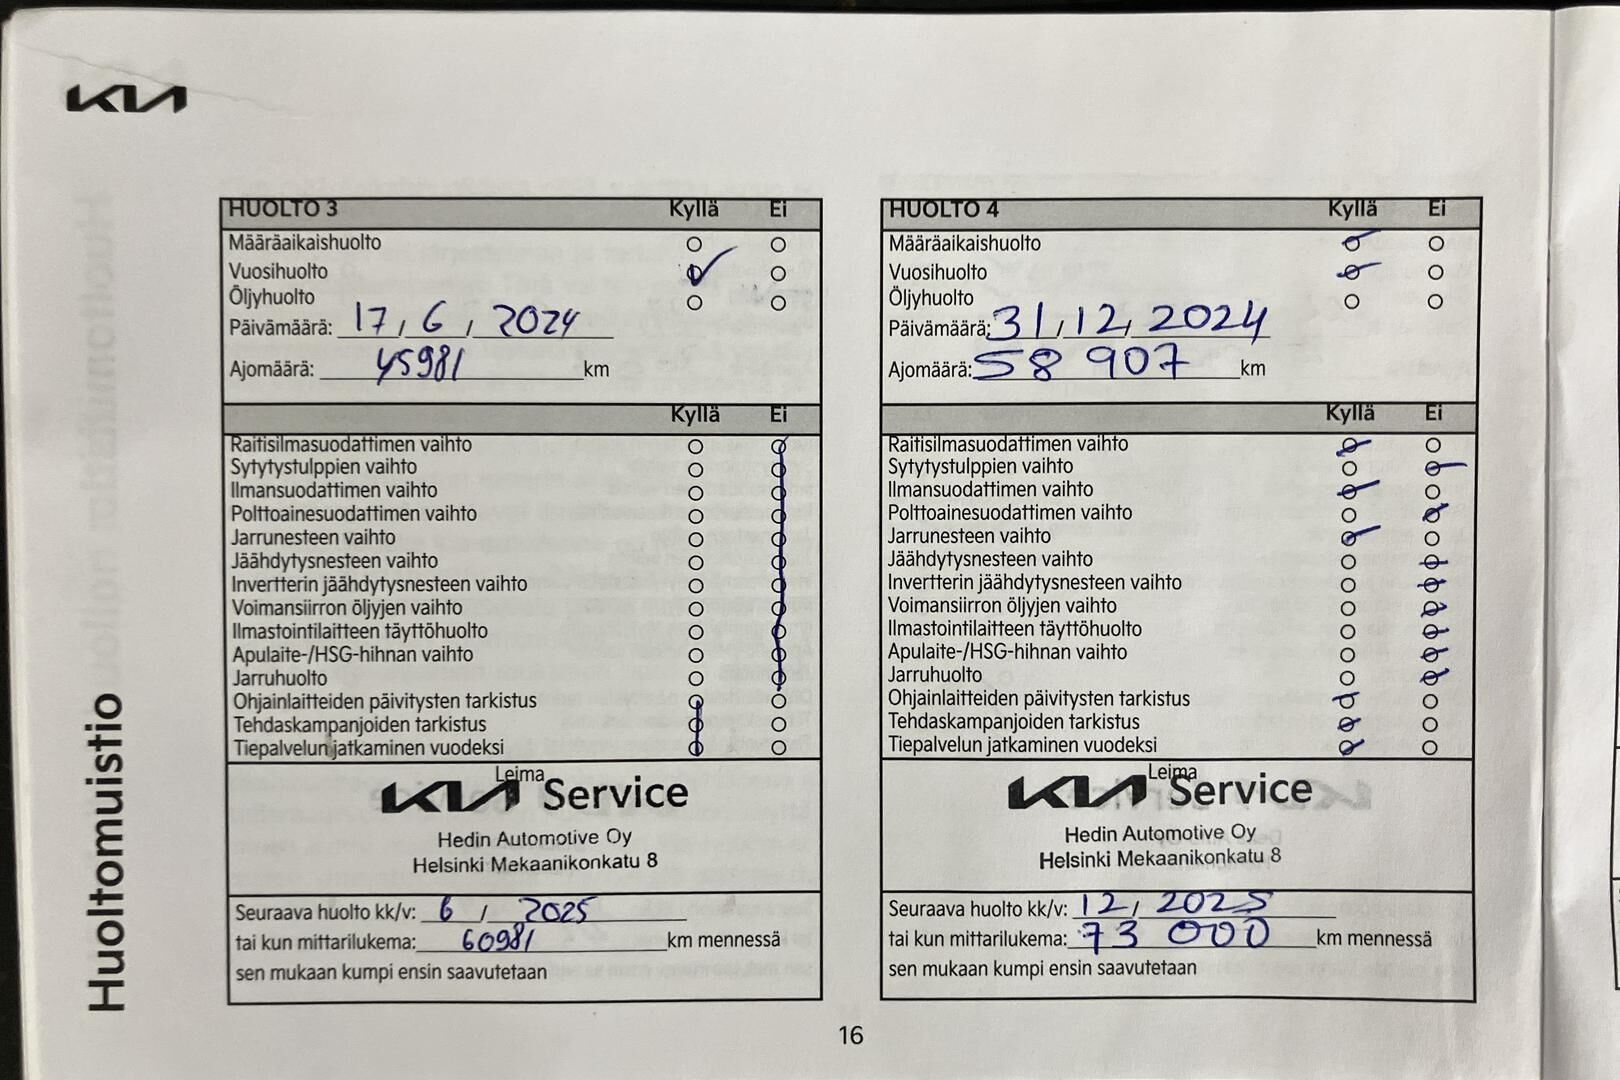 KIA
Huoltomuistio
HUOLTO 3 Kyllä Ei
Määräaikaishuolto
Vuosihuolto
Öljyhuolto
Päivämäärä: 17 / 6 / 2024
Ajomäärä: 45981 km
Kyllä Ei
Raitisilmasuodattimen vaihto
Sytytystulppien vaihto
Ilmansuodattimen vaihto
Polttoainesuodattimen vaihto
Jarrunesteen vaihto
Jäähdytysnesteen vaihto
Invertterin jäähdytysnesteen vaihto
Voimansiirron öljyjen vaihto
Ilmastointilaitteen täyttöhuolto
Apulaite-/HSG-hihnan vaihto
Jarruhuolto
Ohjainlaitteiden päivitysten tarkistus
Tehdaskampanjoiden tarkistus
Tiepalvelun jatkaminen vuodeksi
Leima
KIA Service
Hedin Automotive Oy
Helsinki Mekaanikonkatu 8
Seuraava huolto kk/v: 6 / 2025
tai kun mittarilukema: 60981 km mennessä
sen mukaan kumpi ensin saavutetaan
HUOLTO 4 Kyllä Ei
Määräaikaishuolto
Vuosihuolto
Öljyhuolto
Päivämäärä: 31 / 12 / 2024
Ajomäärä: 58 907 km
Kyllä Ei
Raitisilmasuodattimen vaihto
Sytytystulppien vaihto
Ilmansuodattimen vaihto
Polttoainesuodattimen vaihto
Jarrunesteen vaihto
Jäähdytysnesteen vaihto
Invertterin jäähdytysnesteen vaihto
Voimansiirron öljyjen vaihto
Ilmastointilaitteen täyttöhuolto
Apulaite-/HSG-hihnan vaihto
Jarruhuolto
Ohjainlaitteiden päivitysten tarkistus
Tehdaskampanjoiden tarkistus
Tiepalvelun jatkaminen vuodeksi
Leima
KIA Service
Hedin Automotive Oy
Helsinki Mekaanikonkatu 8
Seuraava huolto kk/v: 12 / 2025
tai kun mittarilukema: 73 000 km mennessä
sen mukaan kumpi ensin saavutetaan
16